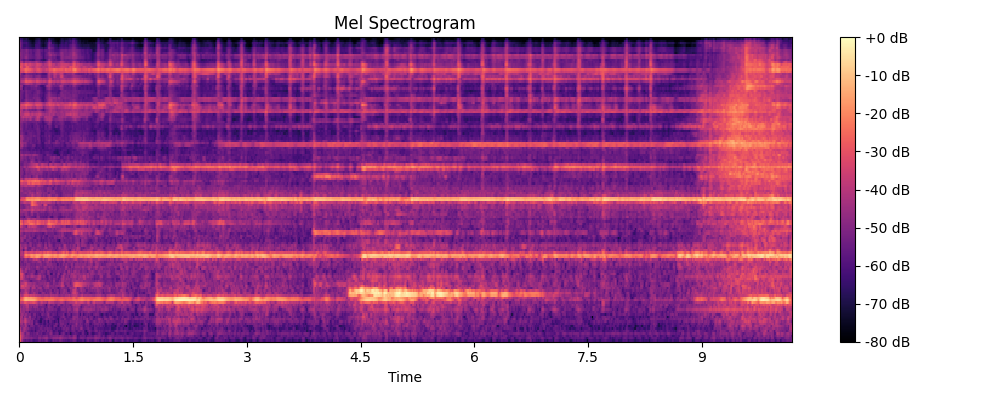 Mel Spectrogram
+0 dB
-10 dB
-20 dB
-30 dB
-40 dB
-50 dB
-60 dB
-70 dB
-80 dB
0 1.5 3 4.5 6 7.5 9
Time